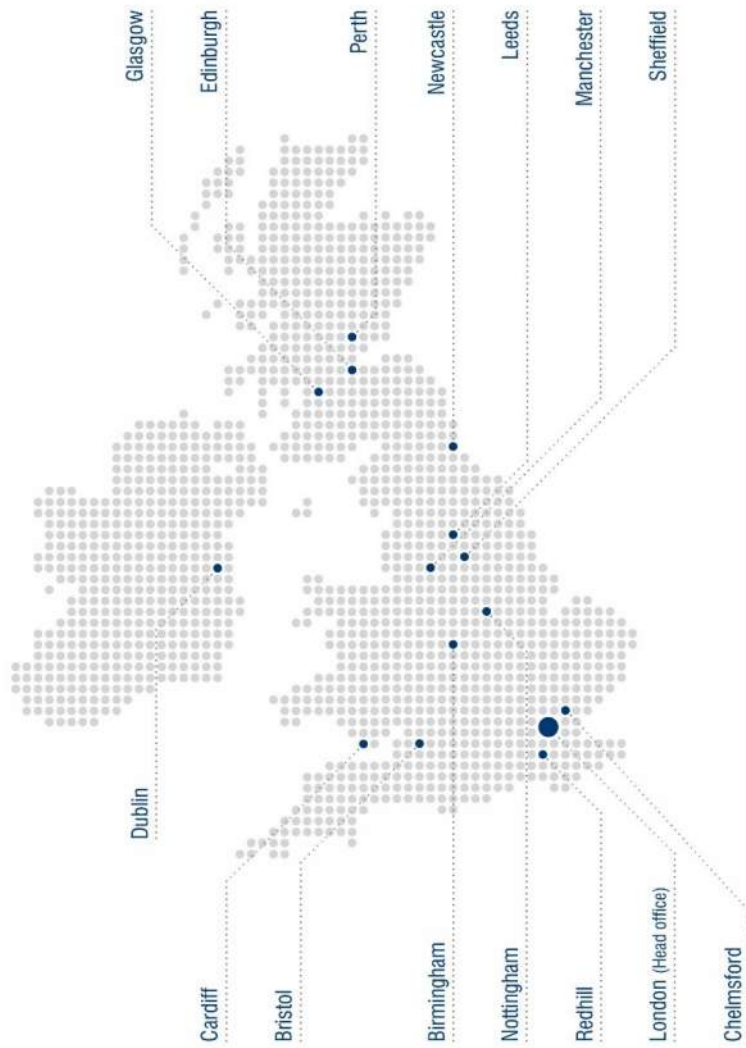 Glasgow
Edinburgh
Perth
Newcastle
Leeds
Manchester
Sheffield
Dublin
Cardiff
Bristol
Birmingham
Nottingham
Redhill
London (Head office)
Chelmsford